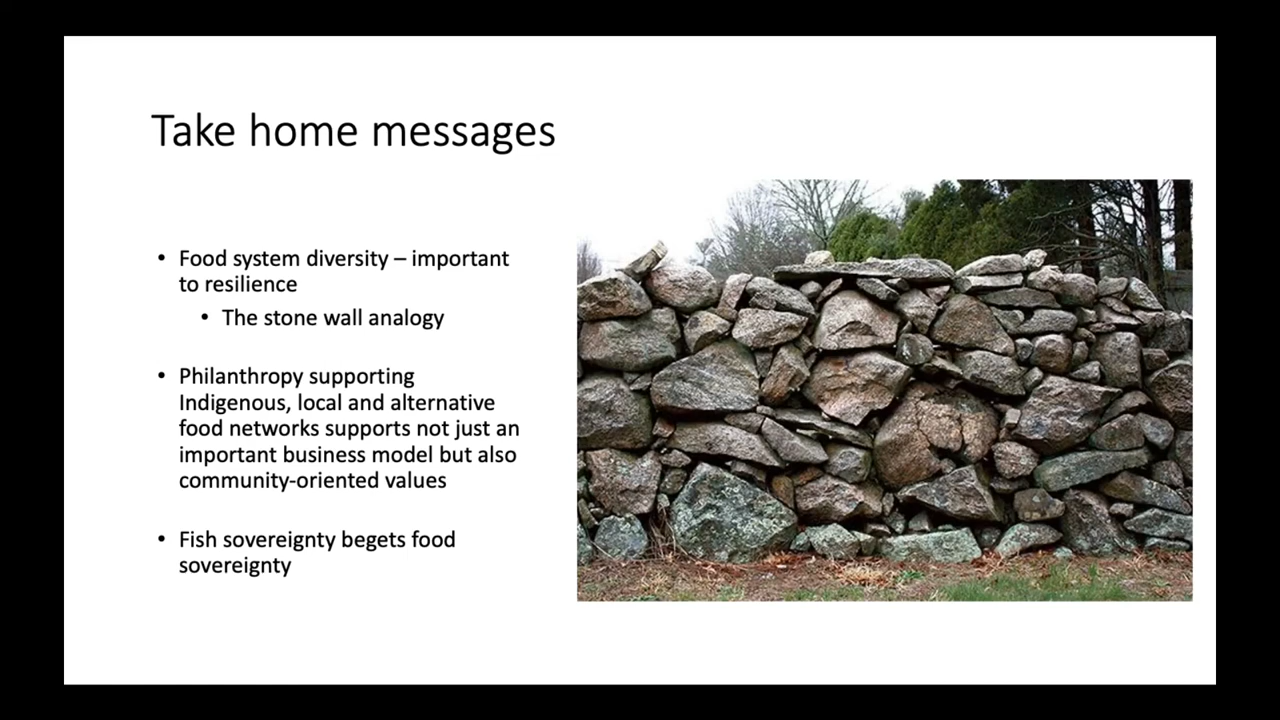 Take home messages
• Food system diversity – important
to resilience
• The stone wall analogy
• Philanthropy supporting
Indigenous, local and alternative
food networks supports not just an
important business model but also
community-oriented values
• Fish sovereignty begets food
sovereignty